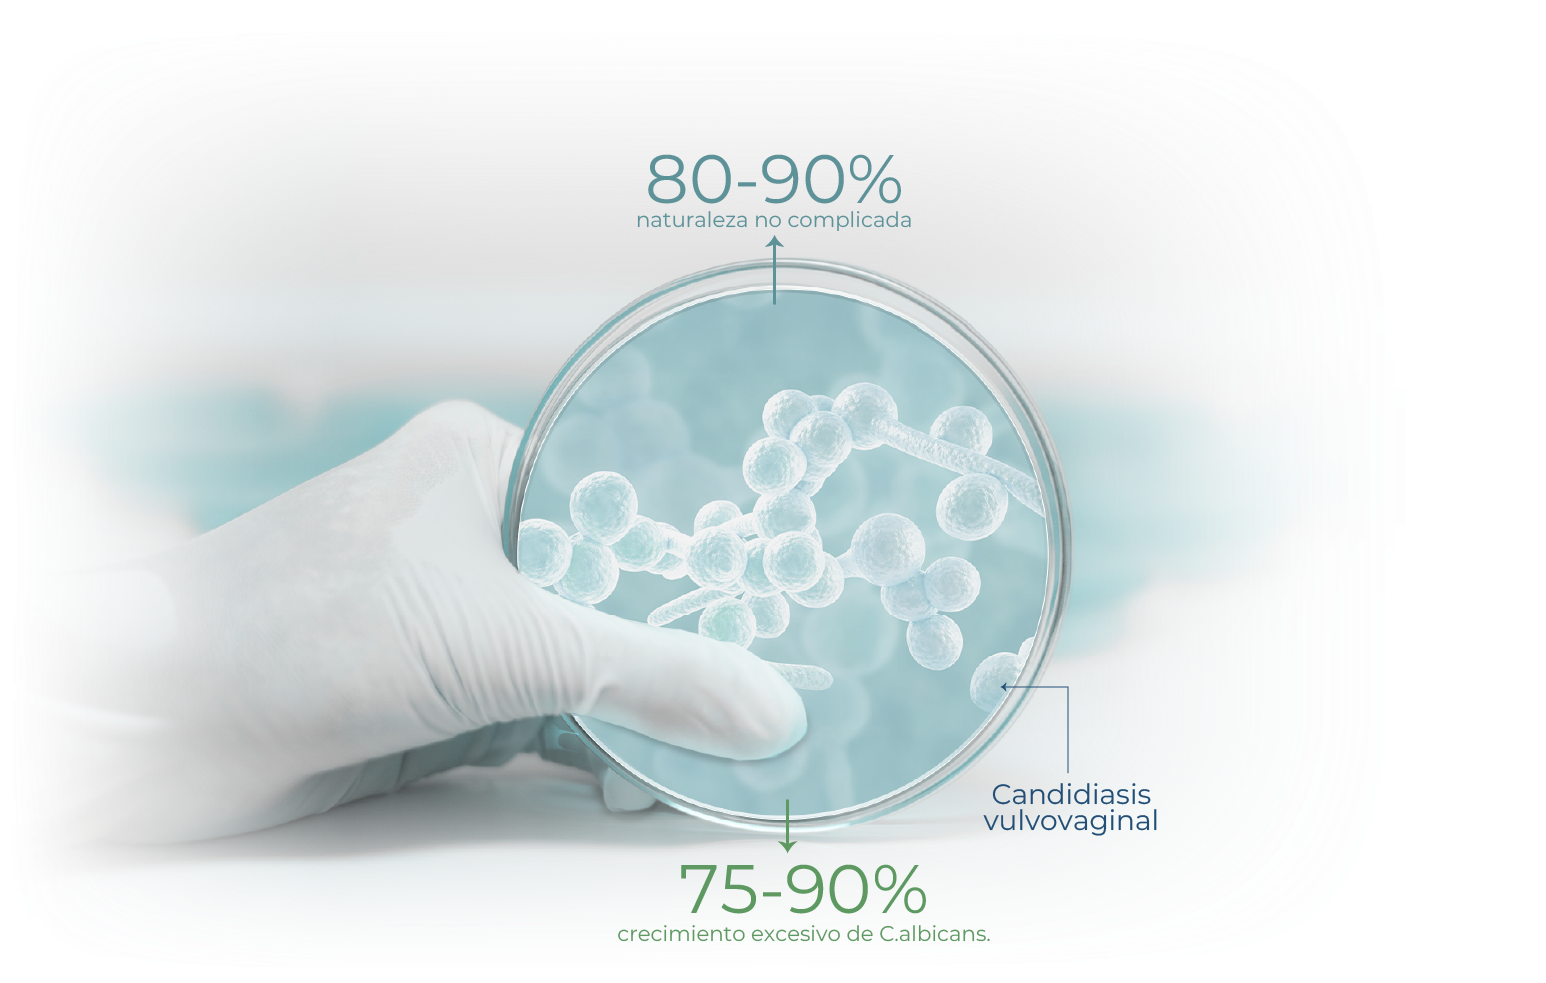 80-90%
naturaleza no complicada
Candidiasis
vulvovaginal
75-90%
crecimiento excesivo de C.albicans.